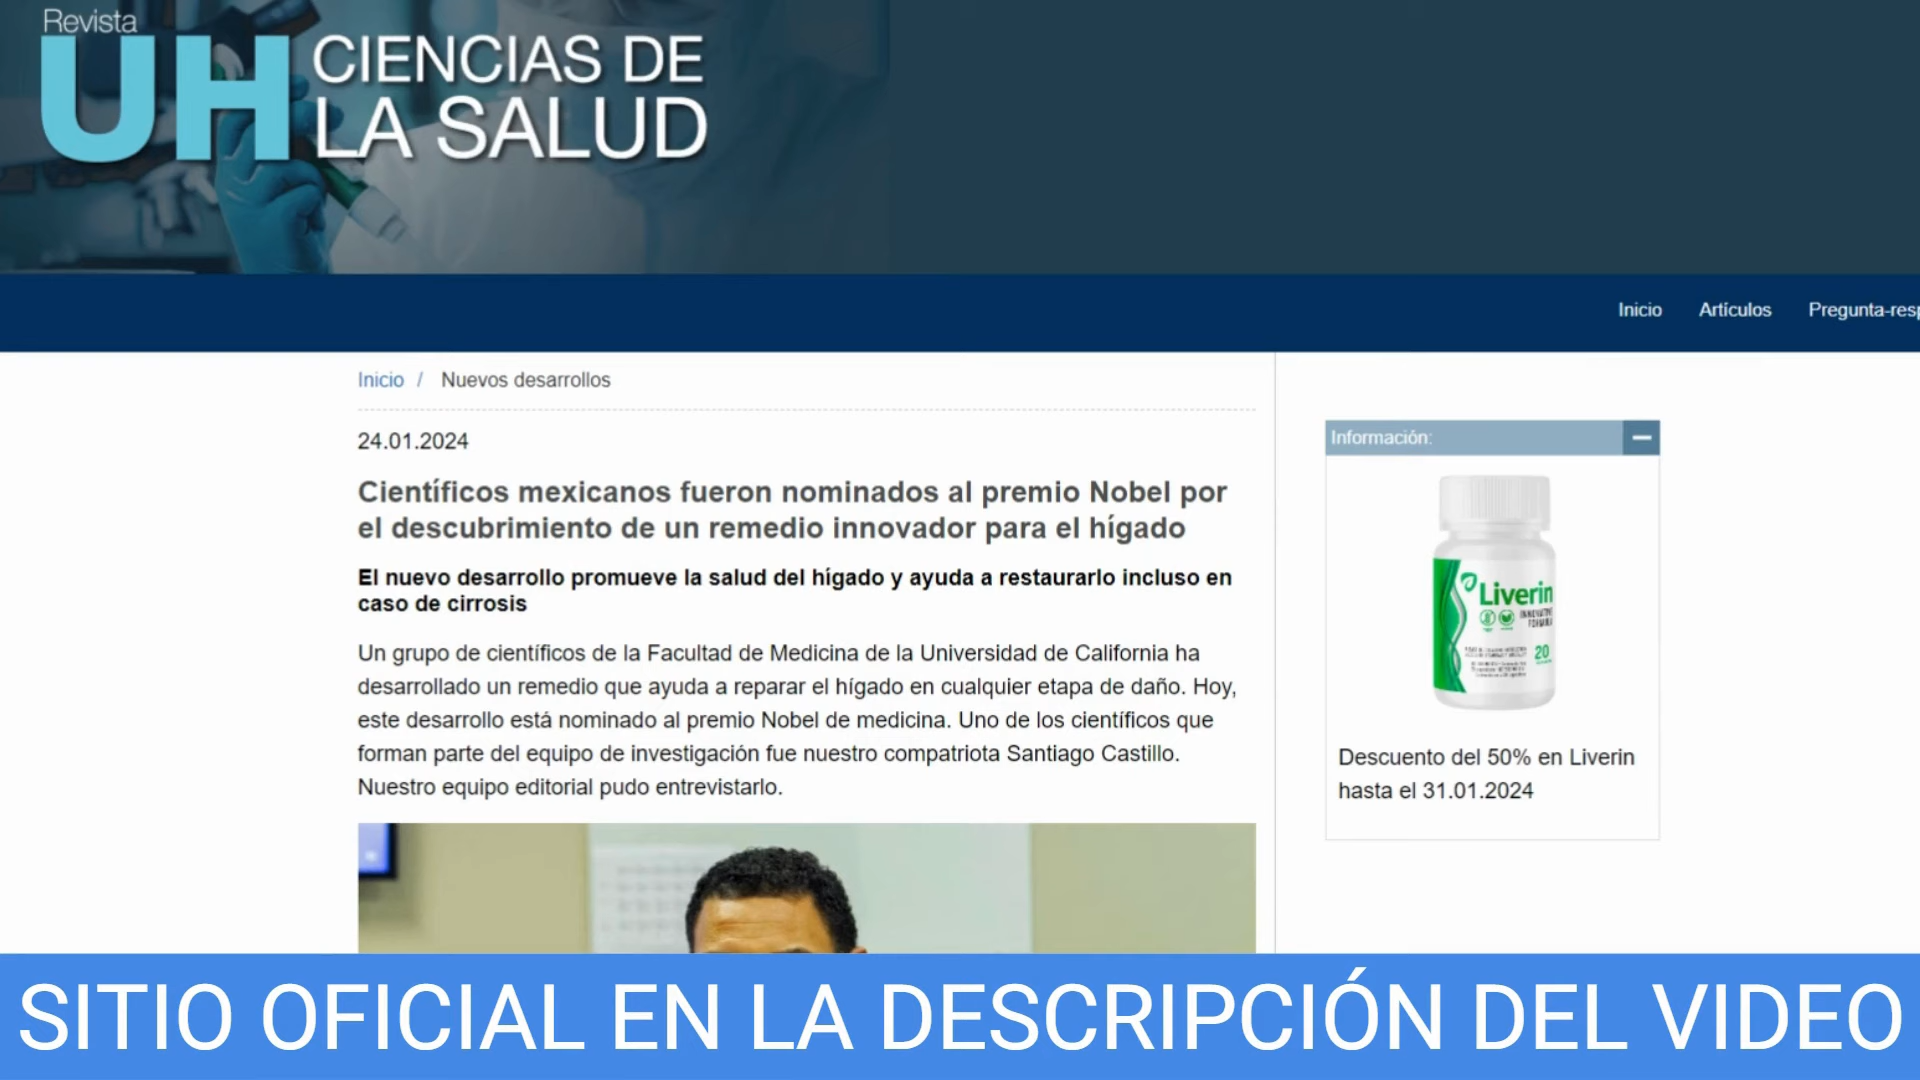 Revista
UH CIENCIAS DE
LA SALUD
Inicio Artículos Pregunta-resp
Inicio / Nuevos desarrollos
24.01.2024
Científicos mexicanos fueron nominados al premio Nobel por
el descubrimiento de un remedio innovador para el hígado
El nuevo desarrollo promueve la salud del hígado y ayuda a restaurarlo incluso en
caso de cirrosis
Un grupo de científicos de la Facultad de Medicina de la Universidad de California ha
desarrollado un remedio que ayuda a reparar el hígado en cualquier etapa de daño. Hoy,
este desarrollo está nominado al premio Nobel de medicina. Uno de los científicos que
forman parte del equipo de investigación fue nuestro compatriota Santiago Castillo.
Nuestro equipo editorial pudo entrevistarlo.
Información:
Liverin
INNOVATIVE
FORMULA
20
Descuento del 50% en Liverin
hasta el 31.01.2024
SITIO OFICIAL EN LA DESCRIPCIÓN DEL VIDEO